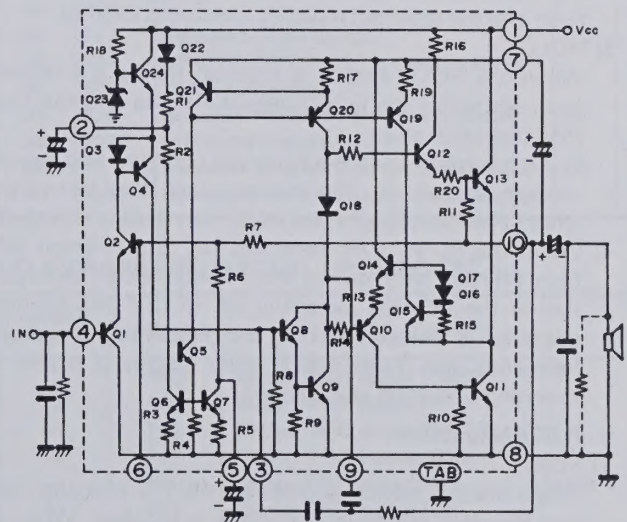 R18
Q24
Q23
Q22
R1
Q21
R17
R16
1
Vcc
7
+
-
2
+
-
R2
Q3
Q4
Q20
R19
Q19
R12
Q12
Q13
R20
R11
Q18
Q2
R7
10
+
-
R6
Q14
Q17
Q16
R13
Q15
R15
IN
4
Q1
Q5
Q8
R14
Q10
Q6
Q7
R8
Q9
Q11
R3
R4
R5
R9
R10
6
5
3
9
TAB
8
+
-